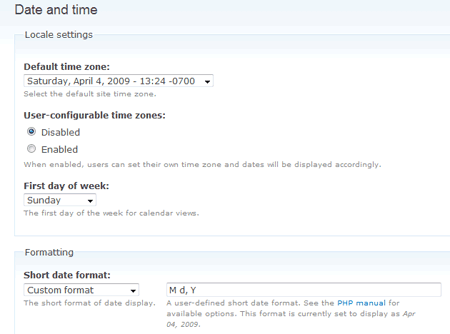 Date and time
Locale settings
Default time zone:
Saturday, April 4, 2009 - 13:24 -0700
Select the default site time zone.
User-configurable time zones:
Disabled
Enabled
When enabled, users can set their own time zone and dates will be displayed accordingly.
First day of week:
Sunday
The first day of the week for calendar views.
Formatting
Short date format:
Custom format
The short format of date display.
M d, Y
A user-defined short date format. See the PHP manual for
available options. This format is currently set to display as Apr
04, 2009.